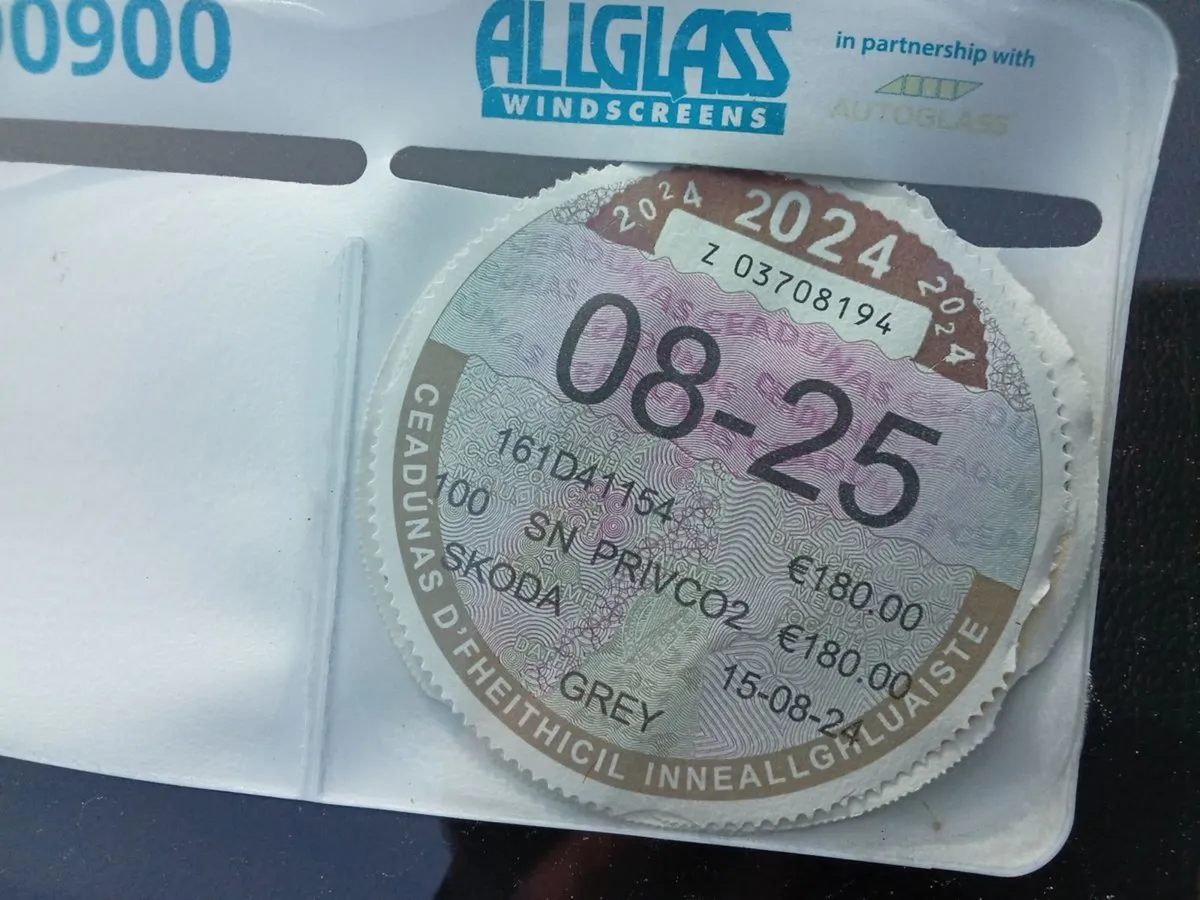 0900
ALLGLASS
WINDSCREENS
in partnership with
AUTOGLASS
2024 2024 2024
Z 03708194
08-25
161D41154
100 SN PRIVCO2 €180.00
SKODA €180.00
GREY 15-08-24
CEADÚNAS D'FHEITHICIL INNEALLGHLUAISTE